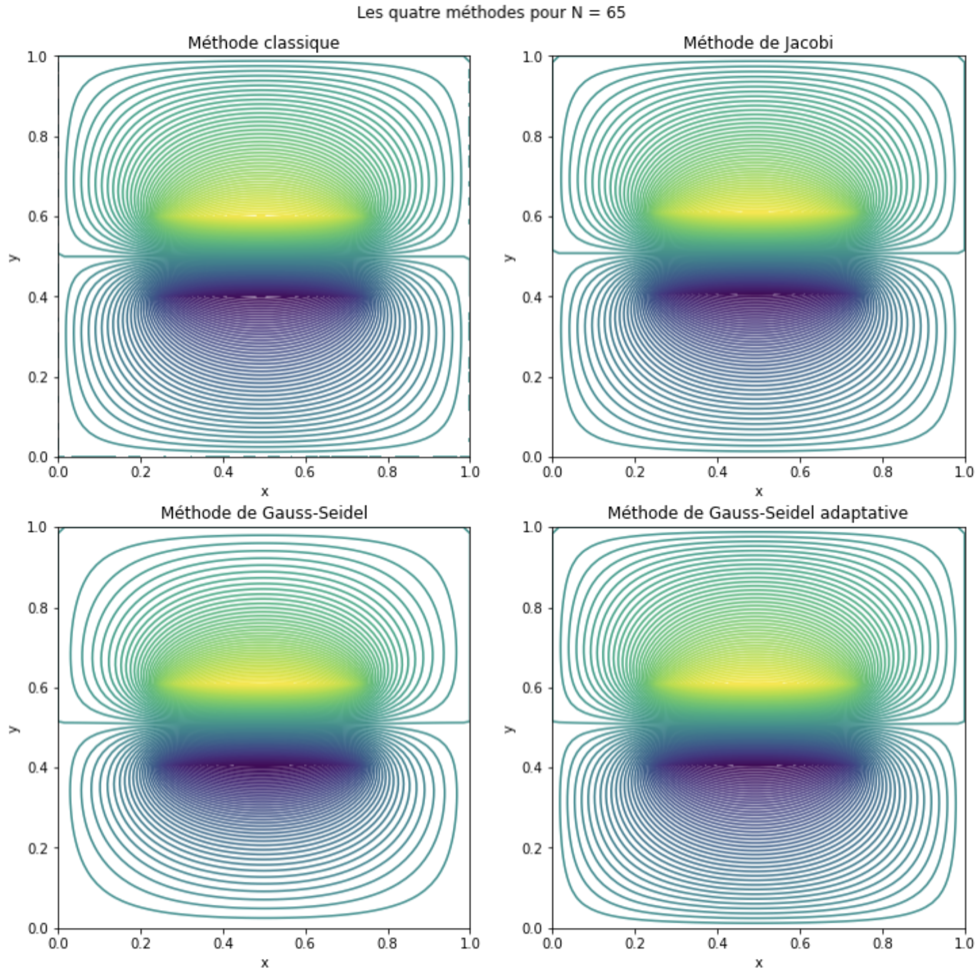 Les quatre méthodes pour N = 65
Méthode classique
1.0
0.8
0.6
0.4
0.2
0.0
y
0.0 0.2 0.4 0.6 0.8 1.0
x
Méthode de Jacobi
1.0
0.8
0.6
0.4
0.2
0.0
y
0.0 0.2 0.4 0.6 0.8 1.0
x
Méthode de Gauss-Seidel
1.0
0.8
0.6
0.4
0.2
0.0
y
0.0 0.2 0.4 0.6 0.8 1.0
x
Méthode de Gauss-Seidel adaptative
1.0
0.8
0.6
0.4
0.2
0.0
y
0.0 0.2 0.4 0.6 0.8 1.0
x